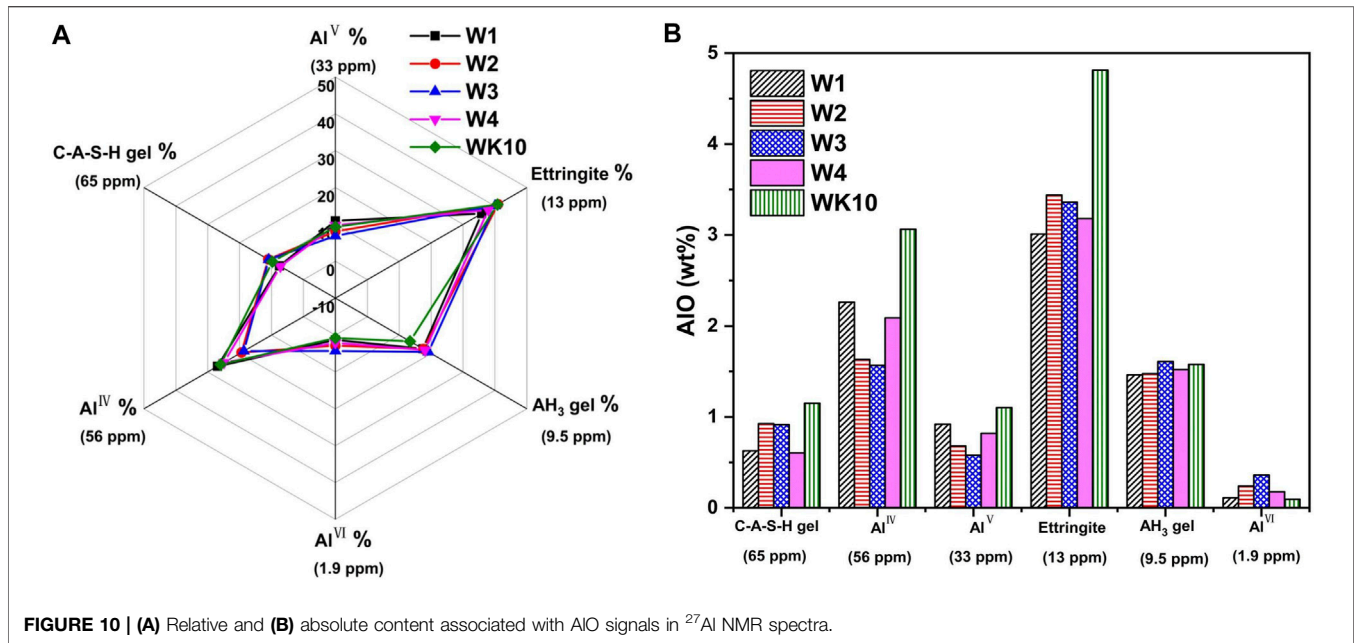 A
Al^V %
(33 ppm)
W1
W2
W3
W4
WK10
50
40
30
20
10
0
-10
C-A-S-H gel %
(65 ppm)
Ettringite %
(13 ppm)
Al^IV %
(56 ppm)
AH₃ gel %
(9.5 ppm)
Al^VI %
(1.9 ppm)
B
W1
W2
W3
W4
WK10
AlO (wt%)
5
4
3
2
1
0
C-A-S-H gel Al^IV Al^V Ettringite AH₃ gel Al^VI
(65 ppm) (56 ppm) (33 ppm) (13 ppm) (9.5 ppm) (1.9 ppm)
FIGURE 10 | (A) Relative and (B) absolute content associated with AlO signals in ²⁷Al NMR spectra.